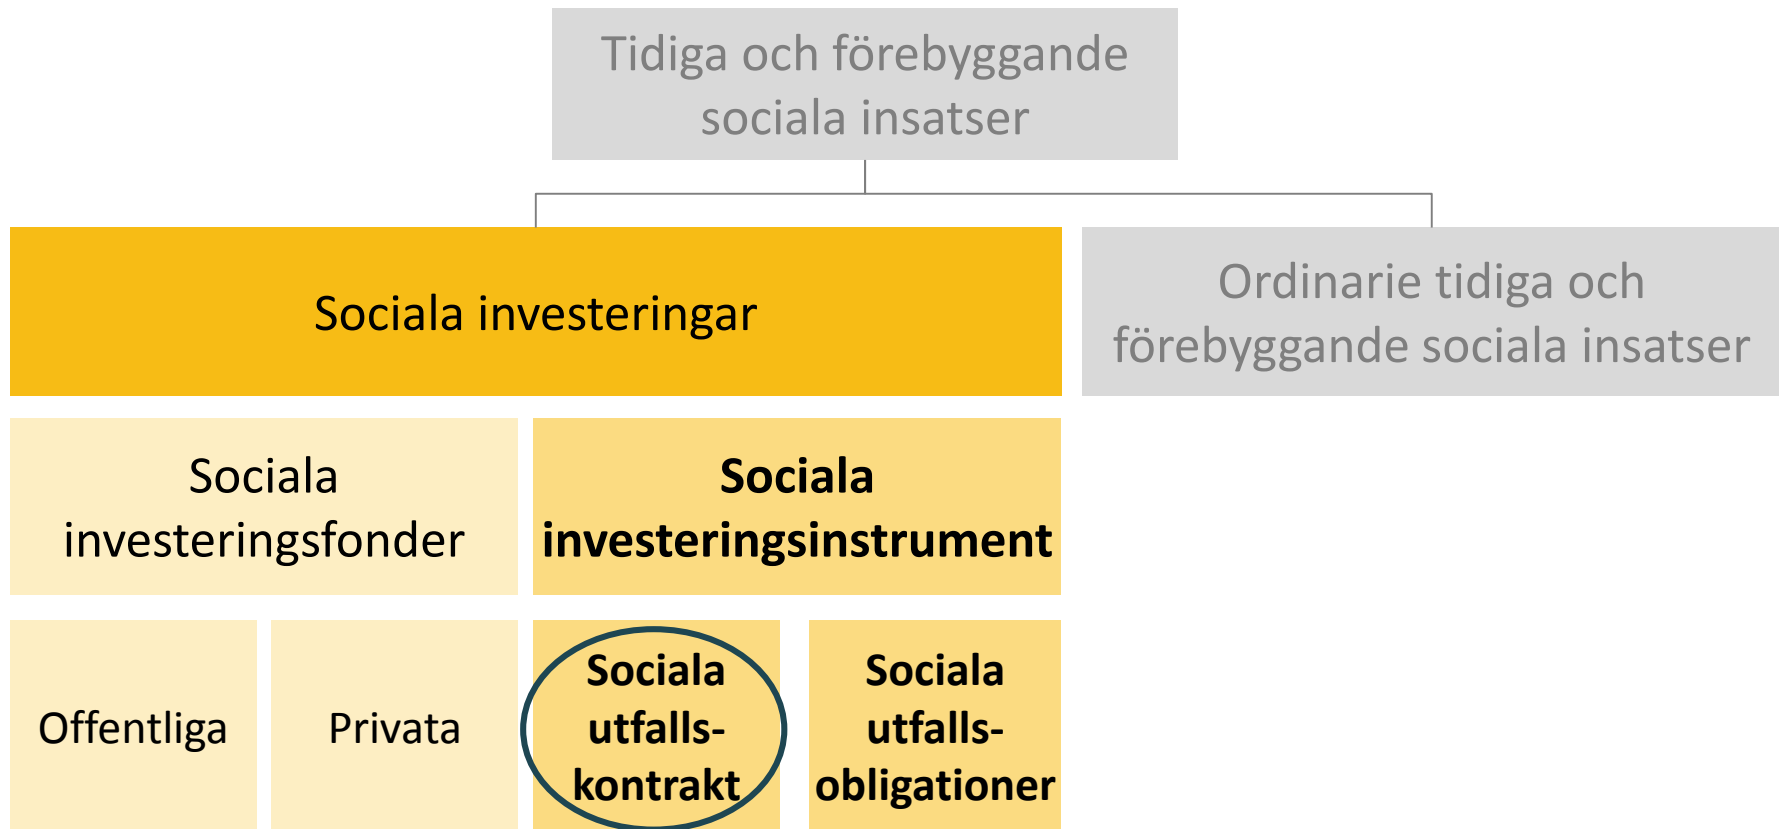 Tidiga och förebyggande
sociala insatser
Sociala investeringar
Ordinarie tidiga och
förebyggande sociala insatser
Sociala
investeringsfonder
Sociala
investeringsinstrument
Offentliga
Privata
Sociala
utfalls-
kontrakt
Sociala
utfalls-
obligationer